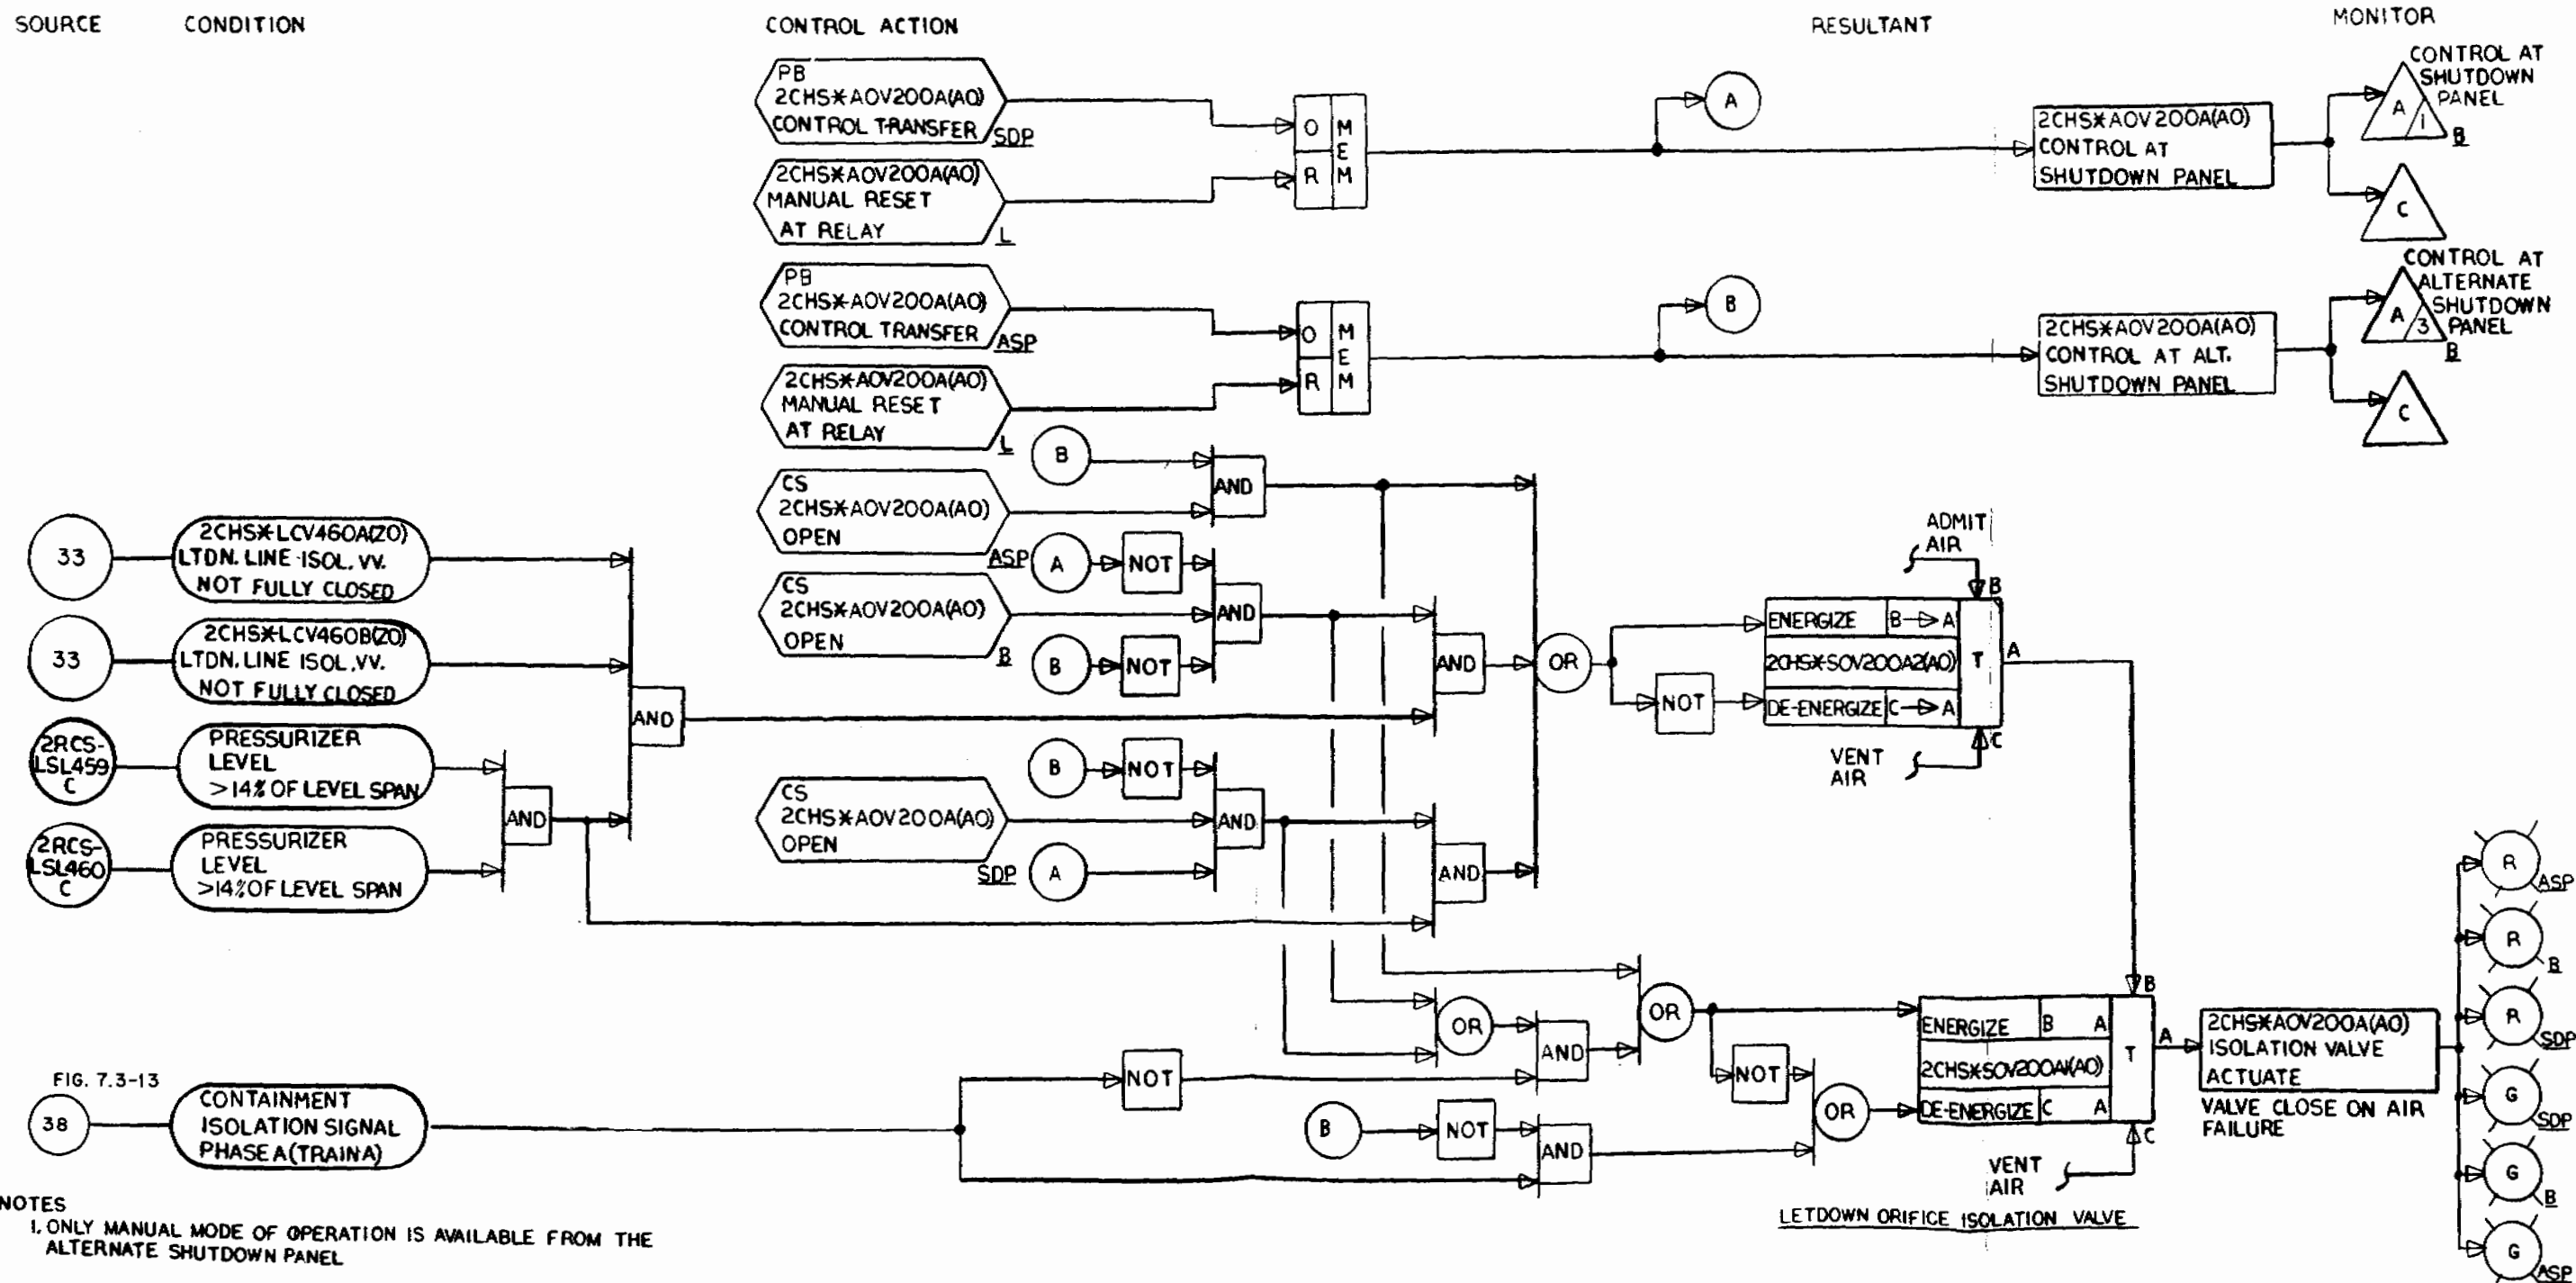 SOURCE CONDITION CONTROL ACTION RESULTANT MONITOR
PB
2CHS*AOV200A(AO)
CONTROL TRANSFER
SDP
2CHS*AOV200A(AO)
MANUAL RESET
AT RELAY
L
O
R
MEM
A
2CHS*AOV200A(AO)
CONTROL AT
SHUTDOWN PANEL
CONTROL AT
SHUTDOWN
PANEL
A
1
B
C
PB
2CHS*AOV200A(AO)
CONTROL TRANSFER
ASP
2CHS*AOV200A(AO)
MANUAL RESET
AT RELAY
L
O
R
MEM
B
2CHS*AOV200A(AO)
CONTROL AT ALT.
SHUTDOWN PANEL
CONTROL AT
ALTERNATE
SHUTDOWN
PANEL
A
3
B
C
B
CS
2CHS*AOV200A(AO)
OPEN
ASP
AND
A
NOT
CS
2CHS*AOV200A(AO)
OPEN
B
AND
B
NOT
33
2CHS*LCV460A(ZO)
LTDN. LINE ISOL. VV.
NOT FULLY CLOSED
33
2CHS*LCV460B(ZO)
LTDN. LINE ISOL. VV.
NOT FULLY CLOSED
2RCS-
LSL459
C
PRESSURIZER
LEVEL
>14% OF LEVEL SPAN
2RCS-
LSL460
C
PRESSURIZER
LEVEL
>14% OF LEVEL SPAN
AND
AND
B
NOT
CS
2CHS*AOV200A(AO)
OPEN
SDP
A
AND
AND
AND
OR
NOT
ADMIT
AIR
B
ENERGIZE B A
2CHS*SOV200A2(AO)
DE-ENERGIZE C A
T
A
C
VENT
AIR
OR
AND
OR
NOT
OR
FIG. 7.3-13
38
CONTAINMENT
ISOLATION SIGNAL
PHASE A (TRAIN A)
NOT
B
NOT
AND
B
ENERGIZE B A
2CHS*SOV200A1(AO)
DE-ENERGIZE C A
T
A
C
VENT
AIR
2CHS*AOV200A(AO)
ISOLATION VALVE
ACTUATE
VALVE CLOSE ON AIR
FAILURE
R
ASP
R
B
R
SDP
G
SDP
G
B
G
ASP
LETDOWN ORIFICE ISOLATION VALVE
NOTES
1. ONLY MANUAL MODE OF OPERATION IS AVAILABLE FROM THE
ALTERNATE SHUTDOWN PANEL